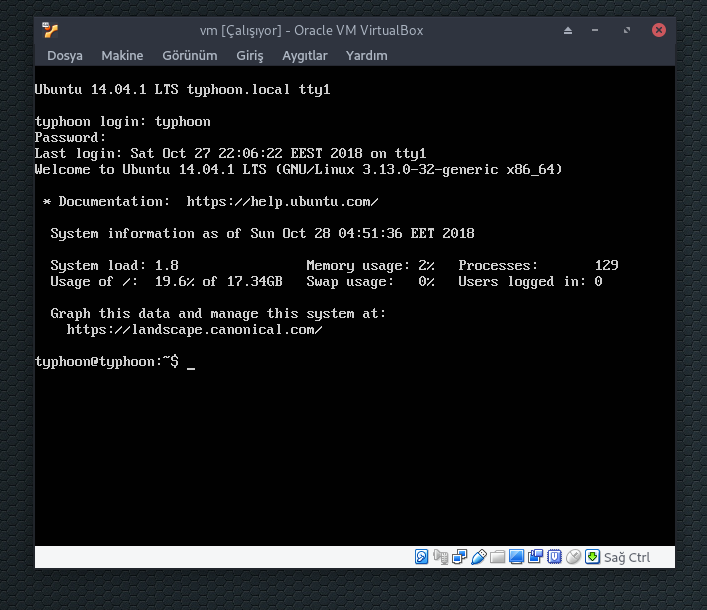 vm [Çalışıyor] - Oracle VM VirtualBox
Dosya Makine Görünüm Giriş Aygıtlar Yardım
Ubuntu 14.04.1 LTS typhoon.local tty1
typhoon login: typhoon
Password:
Last login: Sat Oct 27 22:06:22 EEST 2018 on tty1
Welcome to Ubuntu 14.04.1 LTS (GNU/Linux 3.13.0-32-generic x86_64)
* Documentation: https://help.ubuntu.com/
System information as of Sun Oct 28 04:51:36 EET 2018
System load: 1.8 Memory usage: 2% Processes: 129
Usage of /: 19.6% of 17.34GB Swap usage: 0% Users logged in: 0
Graph this data and manage this system at:
https://landscape.canonical.com/
typhoon@typhoon:~$ _
Sağ Ctrl